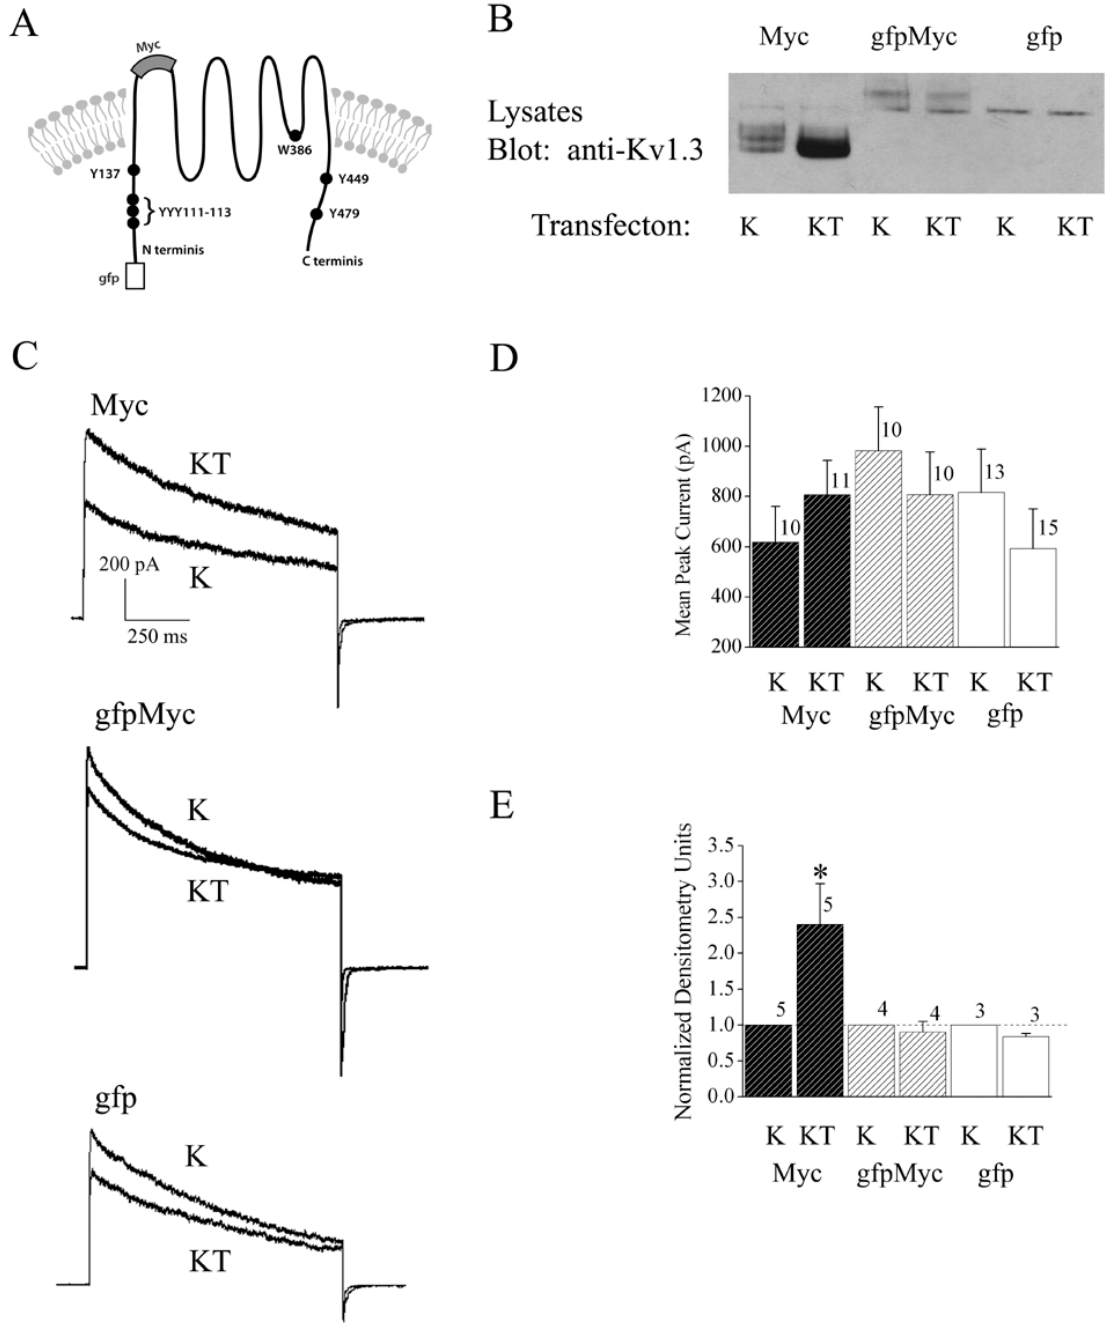 A
Myc
W386
Y137
Y449
YYY111-113
Y479
N terminis
C terminis
gfp
B
Myc gfpMyc gfp
Lysates
Blot: anti-Kv1.3
Transfecton: K KT K KT K KT
C
Myc
KT
K
200 pA
250 ms
gfpMyc
K
KT
gfp
K
KT
D
Mean Peak Current (pA)
1200
1000
800
600
400
200
10
11
10
10
13
15
K KT K KT K KT
Myc gfpMyc gfp
E
Normalized Densitometry Units
3.5
3.0
2.5
2.0
1.5
1.0
0.5
0.0
*
5
5
4
4
3
3
K KT K KT K KT
Myc gfpMyc gfp